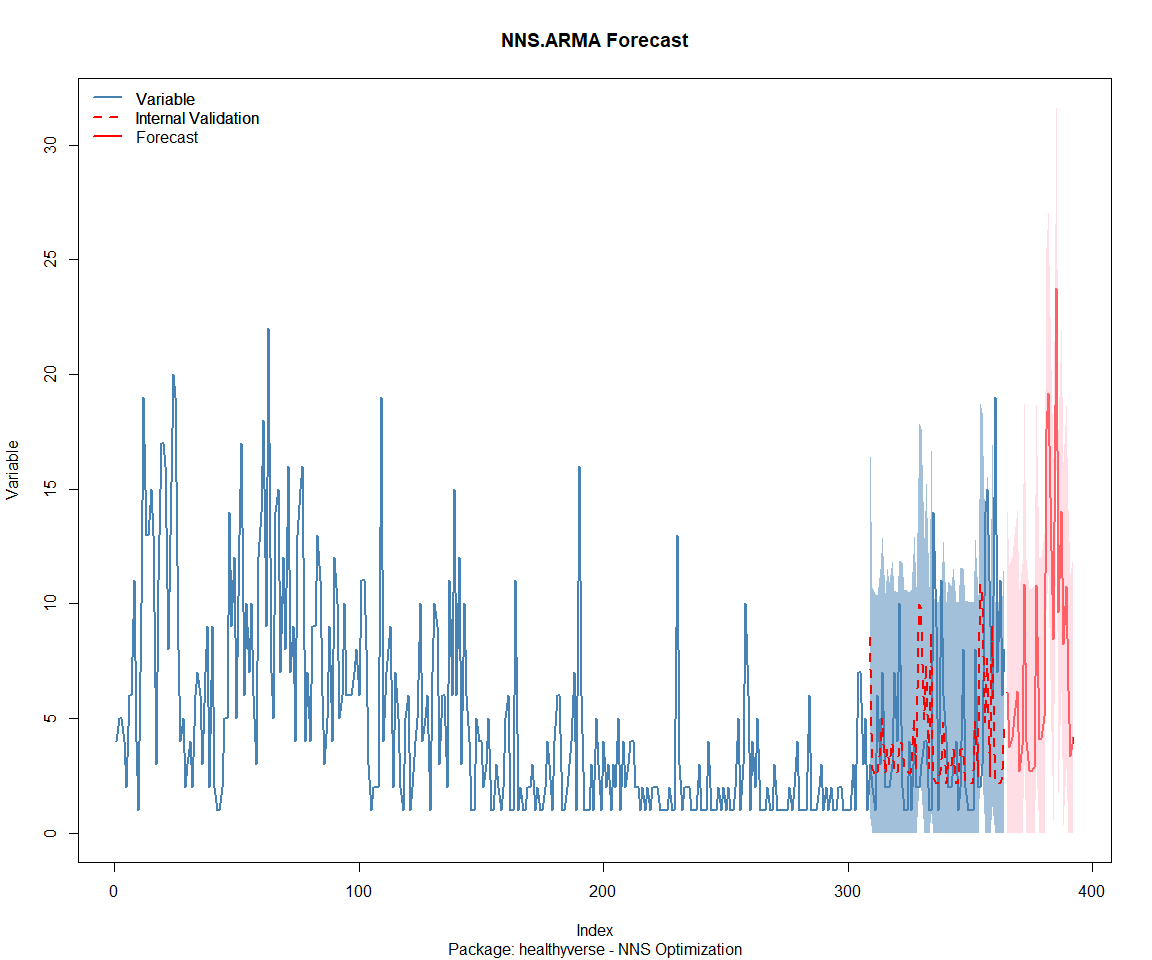 NNS.ARMA Forecast
Variable
Internal Validation
Forecast
30
25
20
15
10
5
0
Variable
0 100 200 300 400
Index
Package: healthyverse - NNS Optimization